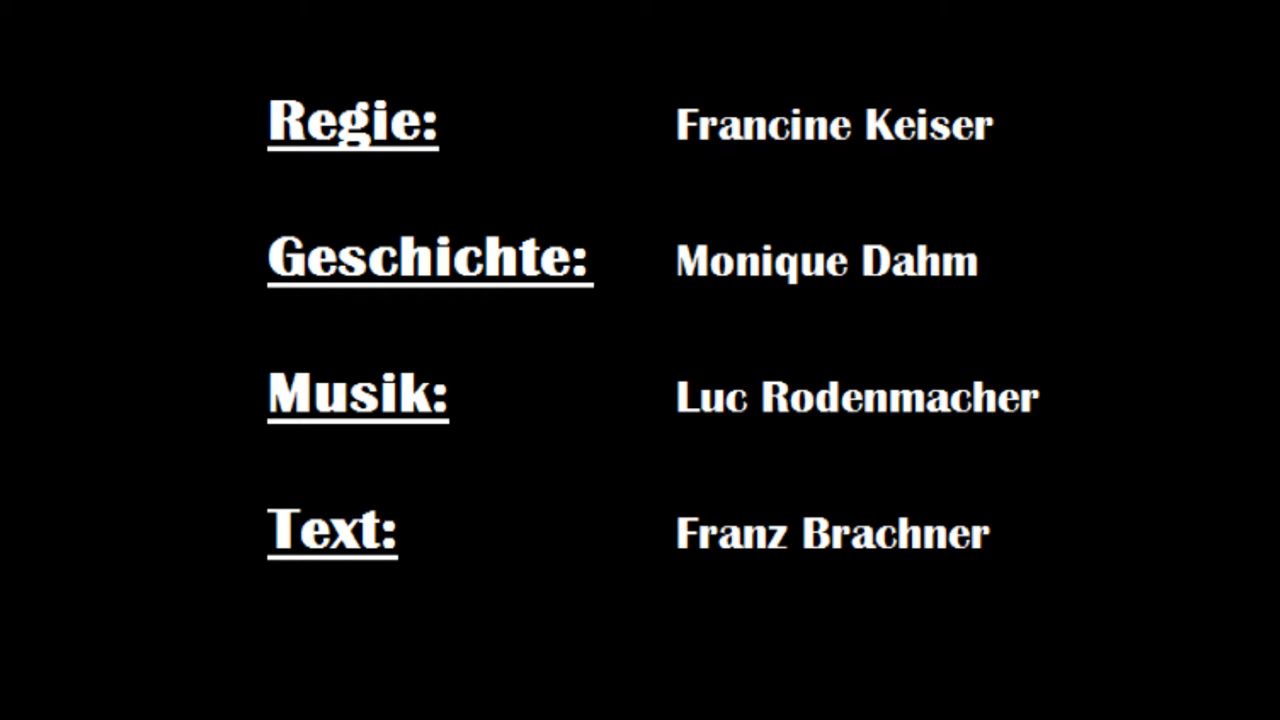 Regie: Francine Keiser
Geschichte: Monique Dahm
Musik: Luc Rodenmacher
Text: Franz Brachner